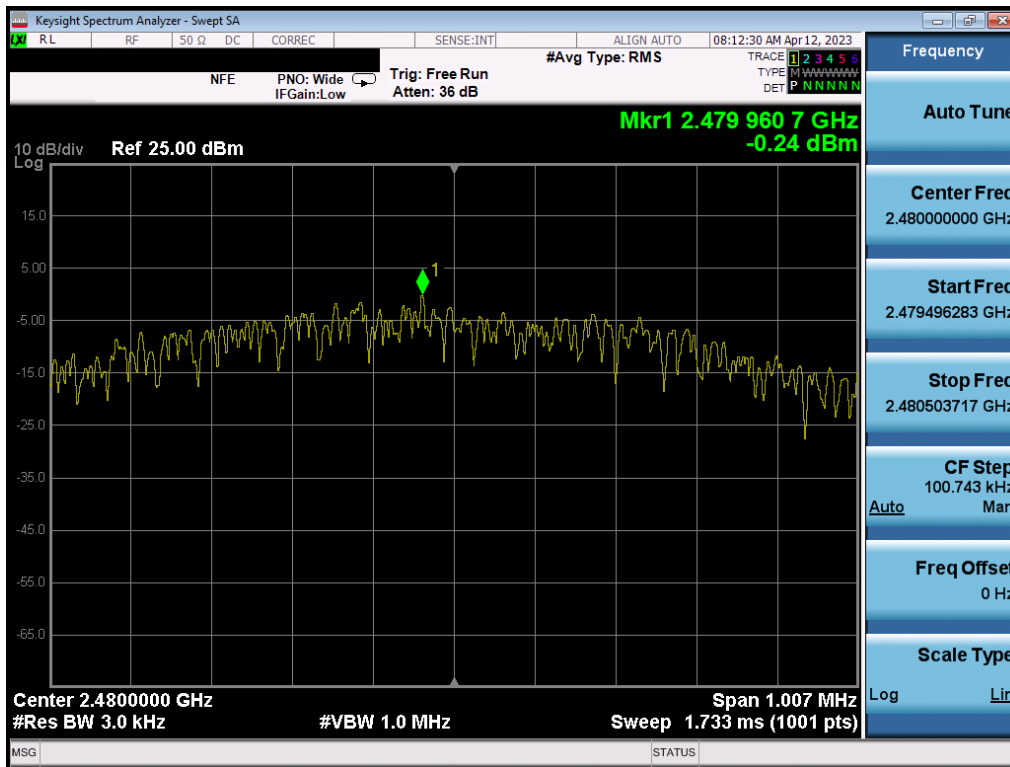 Keysight Spectrum Analyzer - Swept SA
LXI RL RF 50 Ω DC CORREC SENSE:INT ALIGN AUTO 08:12:30 AM Apr 12, 2023
NFE PNO: Wide Trig: Free Run #Avg Type: RMS TRACE 1 2 3 4 5 6
IFGain:Low Atten: 36 dB TYPE M WWWWW
DET P N N N N N
Mkr1 2.479 960 7 GHz
-0.24 dBm
10 dB/div Ref 25.00 dBm
Log
15.0
5.00
1
-5.00
-15.0
-25.0
-35.0
-45.0
-55.0
-65.0
Center 2.4800000 GHz Span 1.007 MHz
#Res BW 3.0 kHz #VBW 1.0 MHz Sweep 1.733 ms (1001 pts)
MSG STATUS
Frequency
Auto Tune
Center Freq
2.480000000 GHz
Start Freq
2.479496283 GHz
Stop Freq
2.480503717 GHz
CF Step
100.743 kHz
Auto Man
Freq Offset
0 Hz
Scale Type
Log Lin